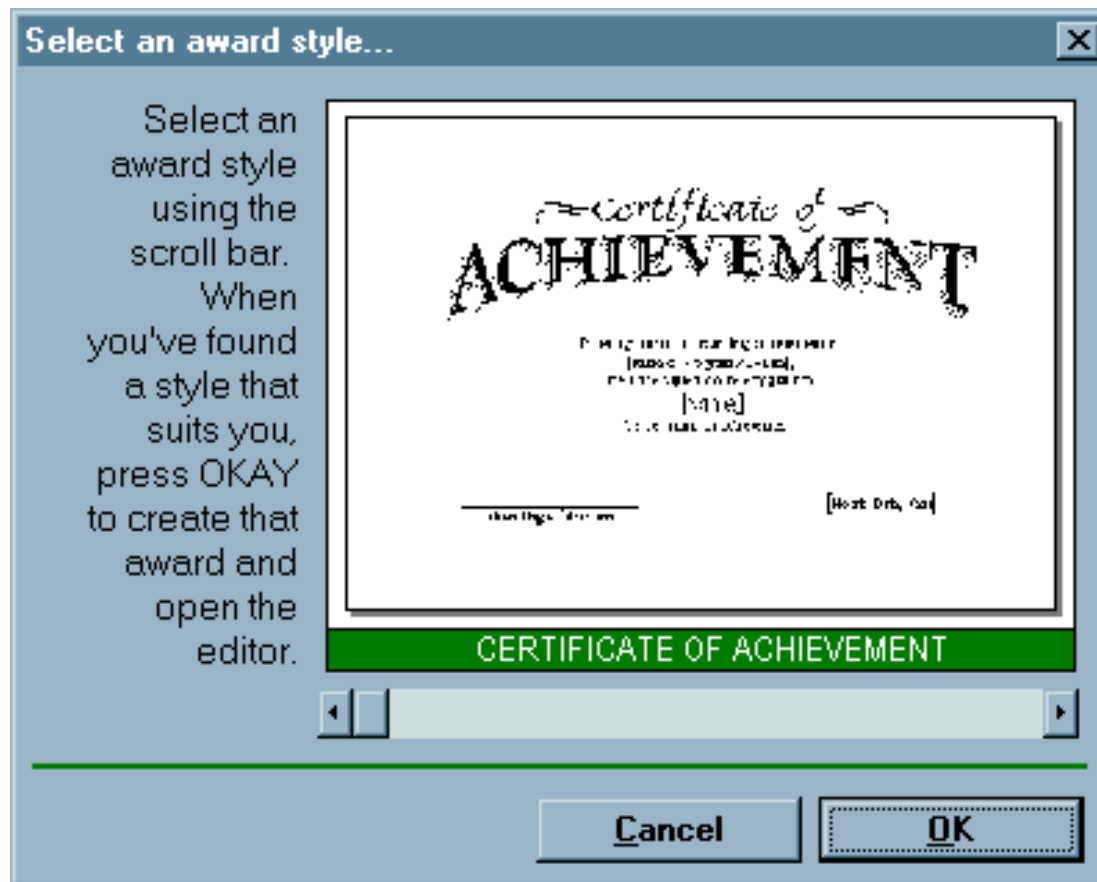 Select an award style...
Select an
award style
using the
scroll bar.
When
you've found
a style that
suits you,
press OKAY
to create that
award and
open the
editor.
Certificate of
ACHIEVEMENT
CERTIFICATE OF ACHIEVEMENT
Cancel
OK